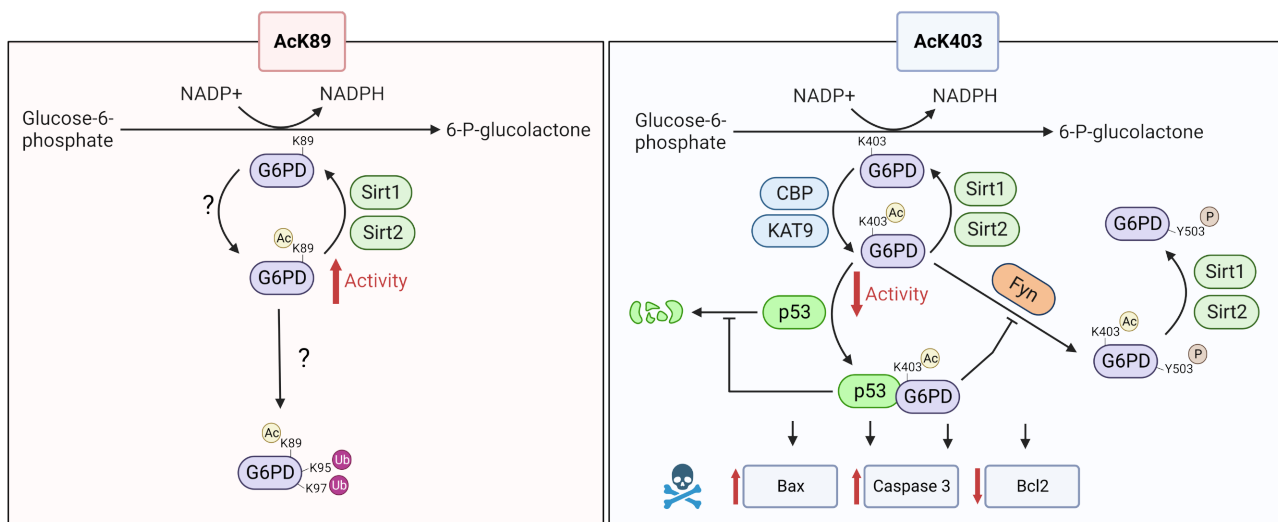 AcK89
NADP+
NADPH
Glucose-6-
phosphate
6-P-glucolactone
K89
G6PD
?
Sirt1
Sirt2
Ac
K89
G6PD
Activity
?
Ac
K89
G6PD
K95
Ub
K97
Ub
AcK403
NADP+
NADPH
Glucose-6-
phosphate
6-P-glucolactone
K403
G6PD
CBP
KAT9
Sirt1
Sirt2
K403
Ac
G6PD
Activity
p53
Fyn
G6PD
Y503
P
Sirt1
Sirt2
K403
Ac
G6PD
Y503
P
p53
K403
Ac
G6PD
Bax
Caspase 3
Bcl2